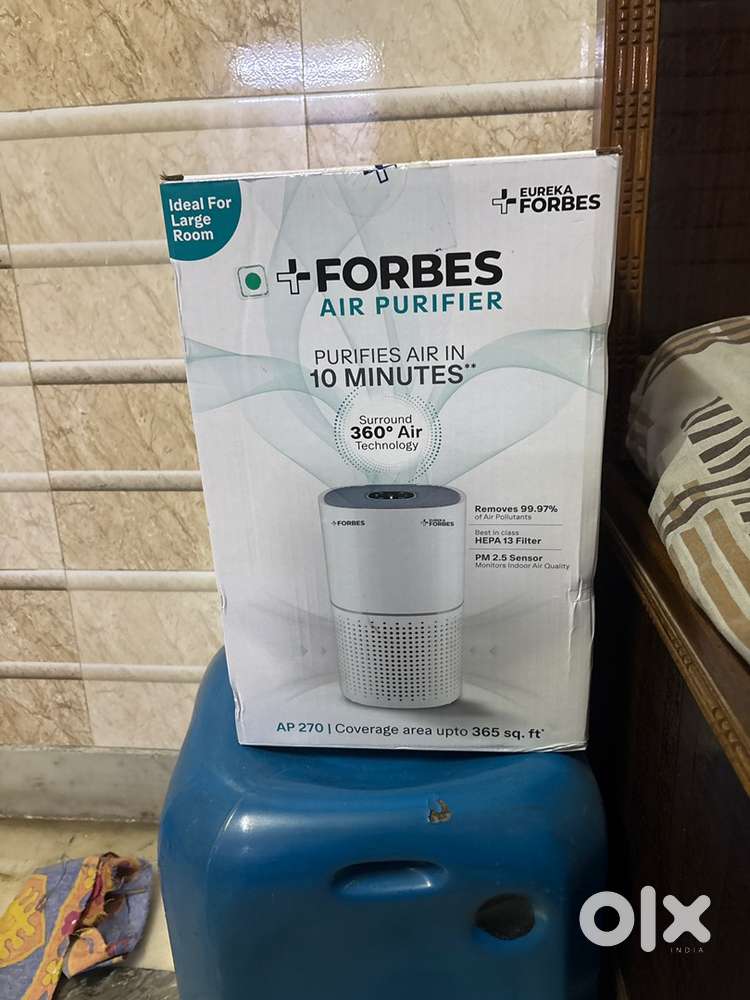 Ideal For
Large
Room
EUREKA
FORBES
FORBES
AIR PURIFIER
PURIFIES AIR IN
10 MINUTES**
Surround
360° Air
Technology
FORBES
EUREKA
FORBES
Removes 99.97%
of Air Pollutants
Best in class
HEPA 13 Filter
PM 2.5 Sensor
Monitors Indoor Air Quality
AP 270 | Coverage area upto 365 sq. ft*
olx
INDIA